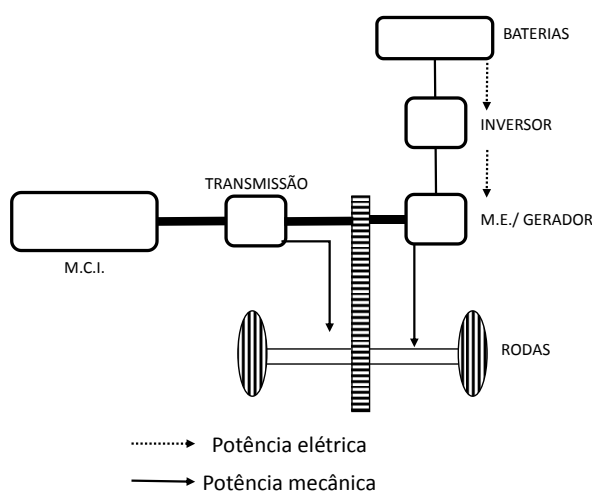 BATERIAS
INVERSOR
TRANSMISSÃO
M.E./ GERADOR
M.C.I.
RODAS
Potência elétrica
Potência mecânica